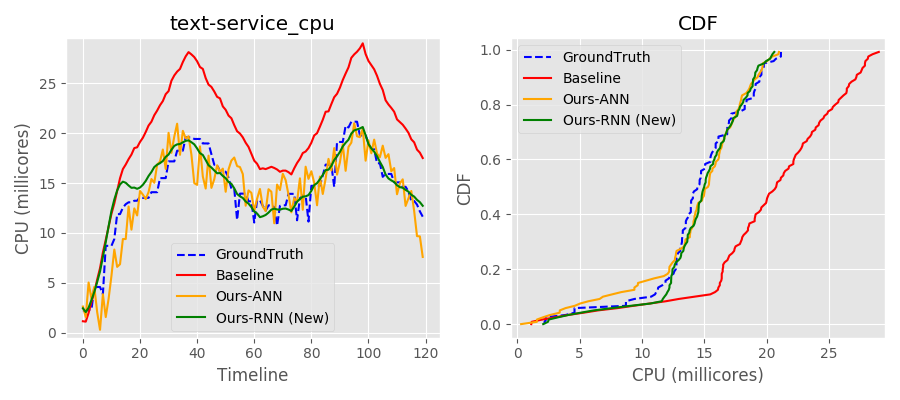 text-service_cpu
CPU (millicores)
25
20
15
10
5
0
GroundTruth
Baseline
Ours-ANN
Ours-RNN (New)
0 20 40 60 80 100 120
Timeline
CDF
CDF
1.0
0.8
0.6
0.4
0.2
0.0
GroundTruth
Baseline
Ours-ANN
Ours-RNN (New)
0 5 10 15 20 25
CPU (millicores)